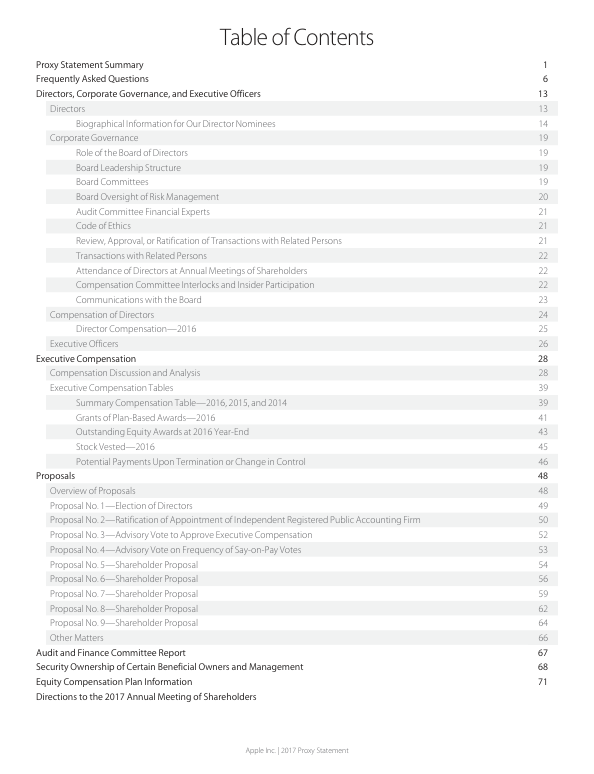 Table of Contents
Proxy Statement Summary 1
Frequently Asked Questions 6
Directors, Corporate Governance, and Executive Officers 13
Directors 13
Biographical Information for Our Director Nominees 14
Corporate Governance 19
Role of the Board of Directors 19
Board Leadership Structure 19
Board Committees 19
Board Oversight of Risk Management 20
Audit Committee Financial Experts 21
Code of Ethics 21
Review, Approval, or Ratification of Transactions with Related Persons 21
Transactions with Related Persons 22
Attendance of Directors at Annual Meetings of Shareholders 22
Compensation Committee Interlocks and Insider Participation 22
Communications with the Board 23
Compensation of Directors 24
Director Compensation—2016 25
Executive Officers 26
Executive Compensation 28
Compensation Discussion and Analysis 28
Executive Compensation Tables 39
Summary Compensation Table—2016, 2015, and 2014 39
Grants of Plan-Based Awards—2016 41
Outstanding Equity Awards at 2016 Year-End 43
Stock Vested—2016 45
Potential Payments Upon Termination or Change in Control 46
Proposals 48
Overview of Proposals 48
Proposal No. 1—Election of Directors 49
Proposal No. 2—Ratification of Appointment of Independent Registered Public Accounting Firm 50
Proposal No. 3—Advisory Vote to Approve Executive Compensation 52
Proposal No. 4—Advisory Vote on Frequency of Say-on-Pay Votes 53
Proposal No. 5—Shareholder Proposal 54
Proposal No. 6—Shareholder Proposal 56
Proposal No. 7—Shareholder Proposal 59
Proposal No. 8—Shareholder Proposal 62
Proposal No. 9—Shareholder Proposal 64
Other Matters 66
Audit and Finance Committee Report 67
Security Ownership of Certain Beneficial Owners and Management 68
Equity Compensation Plan Information 71
Directions to the 2017 Annual Meeting of Shareholders
Apple Inc. | 2017 Proxy Statement